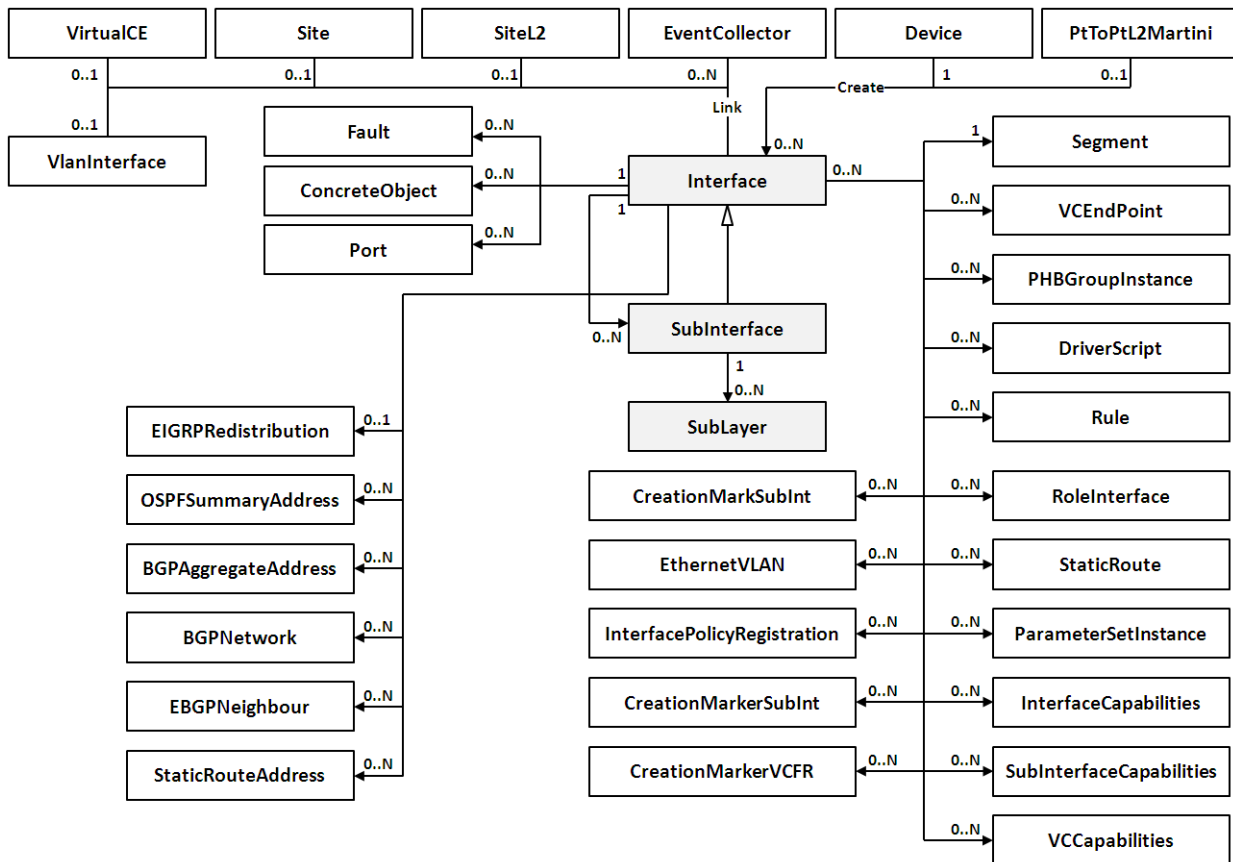 VirtualCE
Site
SiteL2
EventCollector
Device
PtToPtL2Martini
0..1
0..1
0..1
0..N
1
0..1
Create
Link
0..1
VlanInterface
0..N
Fault
0..N
ConcreteObject
0..N
Port
0..N
1
Interface
0..N
1
1
Segment
0..N
VCEndPoint
0..N
PHBGroupInstance
0..N
SubInterface
1
0..N
DriverScript
0..N
SubLayer
0..N
Rule
0..1
EIGRPRedistribution
0..N
OSPFSummaryAddress
0..N
BGPAggregateAddress
0..N
BGPNetwork
0..N
EBGPNeighbour
0..N
StaticRouteAddress
CreationMarkSubInt
0..N
0..N
RoleInterface
EthernetVLAN
0..N
0..N
StaticRoute
InterfacePolicyRegistration
0..N
0..N
ParameterSetInstance
CreationMarkerSubInt
0..N
0..N
InterfaceCapabilities
CreationMarkerVCFR
0..N
0..N
SubInterfaceCapabilities
0..N
VCCapabilities